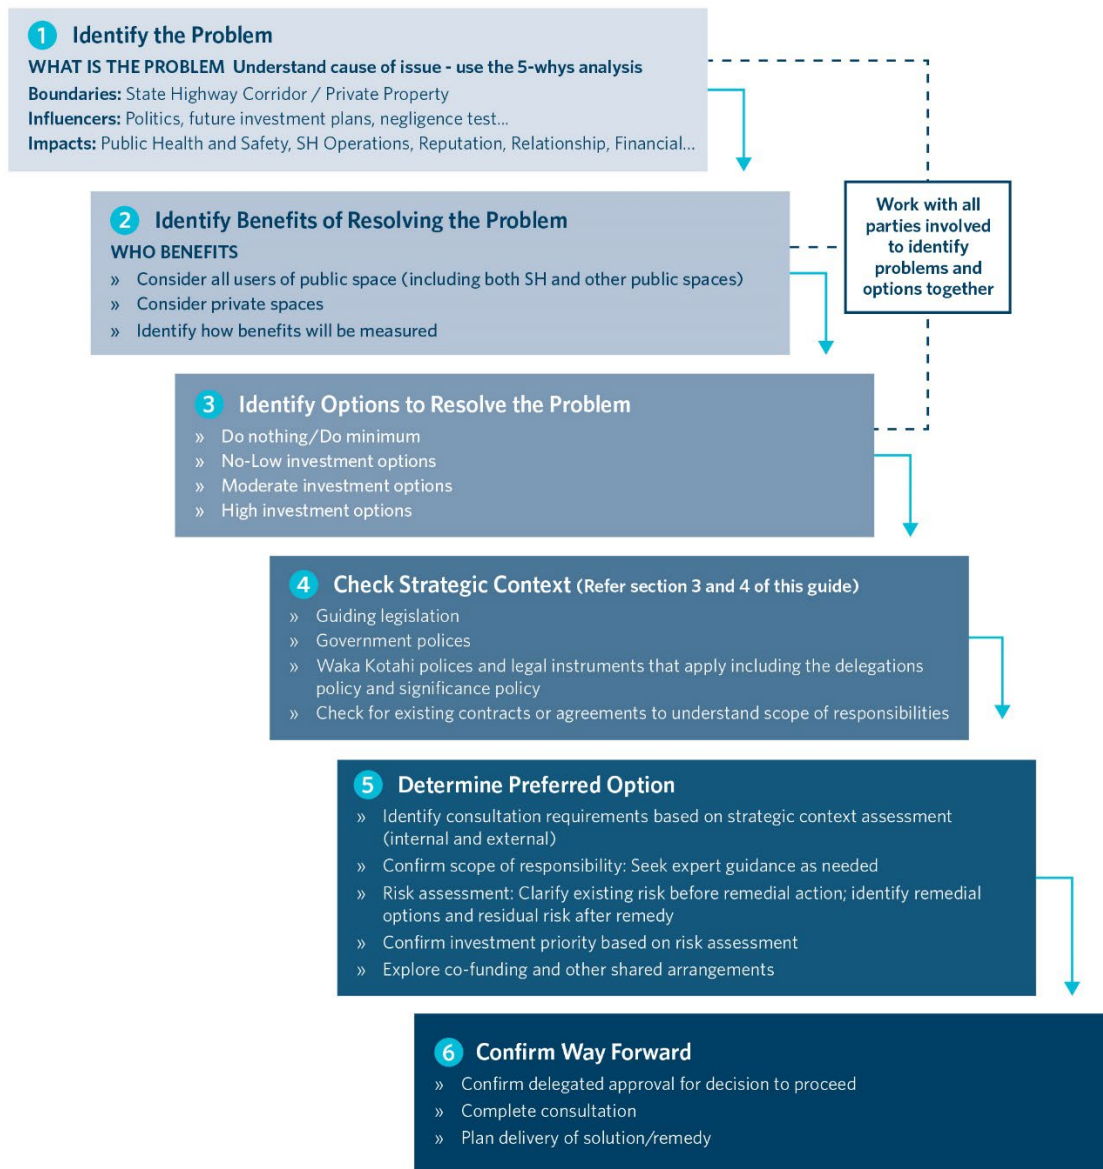 1 Identify the Problem
WHAT IS THE PROBLEM Understand cause of issue - use the 5-whys analysis
Boundaries: State Highway Corridor / Private Property
Influencers: Politics, future investment plans, negligence test...
Impacts: Public Health and Safety, SH Operations, Reputation, Relationship, Financial...
2 Identify Benefits of Resolving the Problem
WHO BENEFITS
» Consider all users of public space (including both SH and other public spaces)
» Consider private spaces
» Identify how benefits will be measured
Work with all
parties involved
to identify
problems and
options together
3 Identify Options to Resolve the Problem
» Do nothing/Do minimum
» No-Low investment options
» Moderate investment options
» High investment options
4 Check Strategic Context (Refer section 3 and 4 of this guide)
» Guiding legislation
» Government polices
» Waka Kotahi polices and legal instruments that apply including the delegations
policy and significance policy
» Check for existing contracts or agreements to understand scope of responsibilities
5 Determine Preferred Option
» Identify consultation requirements based on strategic context assessment
(internal and external)
» Confirm scope of responsibility: Seek expert guidance as needed
» Risk assessment: Clarify existing risk before remedial action; identify remedial
options and residual risk after remedy
» Confirm investment priority based on risk assessment
» Explore co-funding and other shared arrangements
6 Confirm Way Forward
» Confirm delegated approval for decision to proceed
» Complete consultation
» Plan delivery of solution/remedy